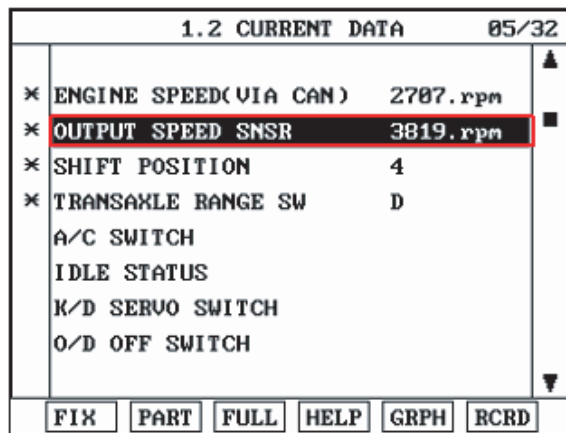 1.2 CURRENT DATA 05/32
* ENGINE SPEED(VIA CAN) 2707.rpm
* OUTPUT SPEED SNSR 3819.rpm
* SHIFT POSITION 4
* TRANSAXLE RANGE SW D
A/C SWITCH
IDLE STATUS
K/D SERVO SWITCH
O/D OFF SWITCH
FIX PART FULL HELP GRPH RCRD